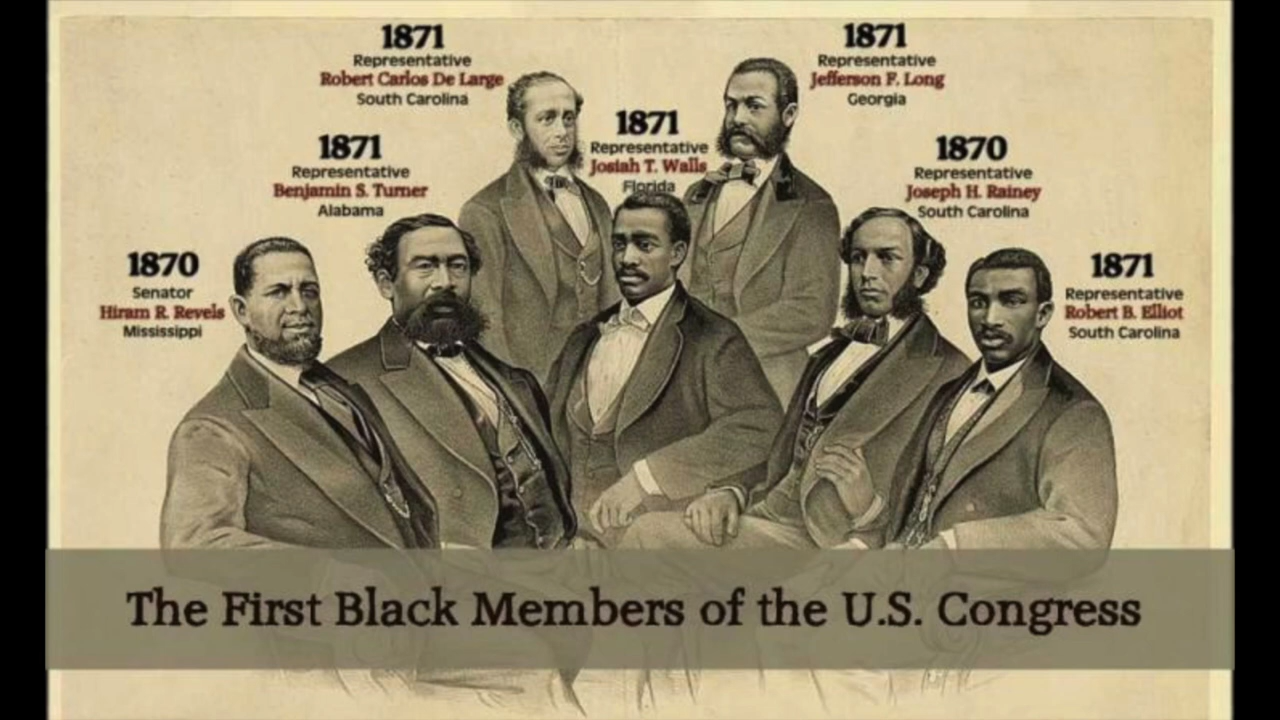 1871
Representative
Robert Carlos De Large
South Carolina
1871
Representative
Jefferson F. Long
Georgia
1871
Representative
Josiah T. Walls
Florida
1871
Representative
Benjamin S. Turner
Alabama
1870
Representative
Joseph H. Rainey
South Carolina
1870
Senator
Hiram R. Revels
Mississippi
1871
Representative
Robert B. Elliot
South Carolina
The First Black Members of the U.S. Congress